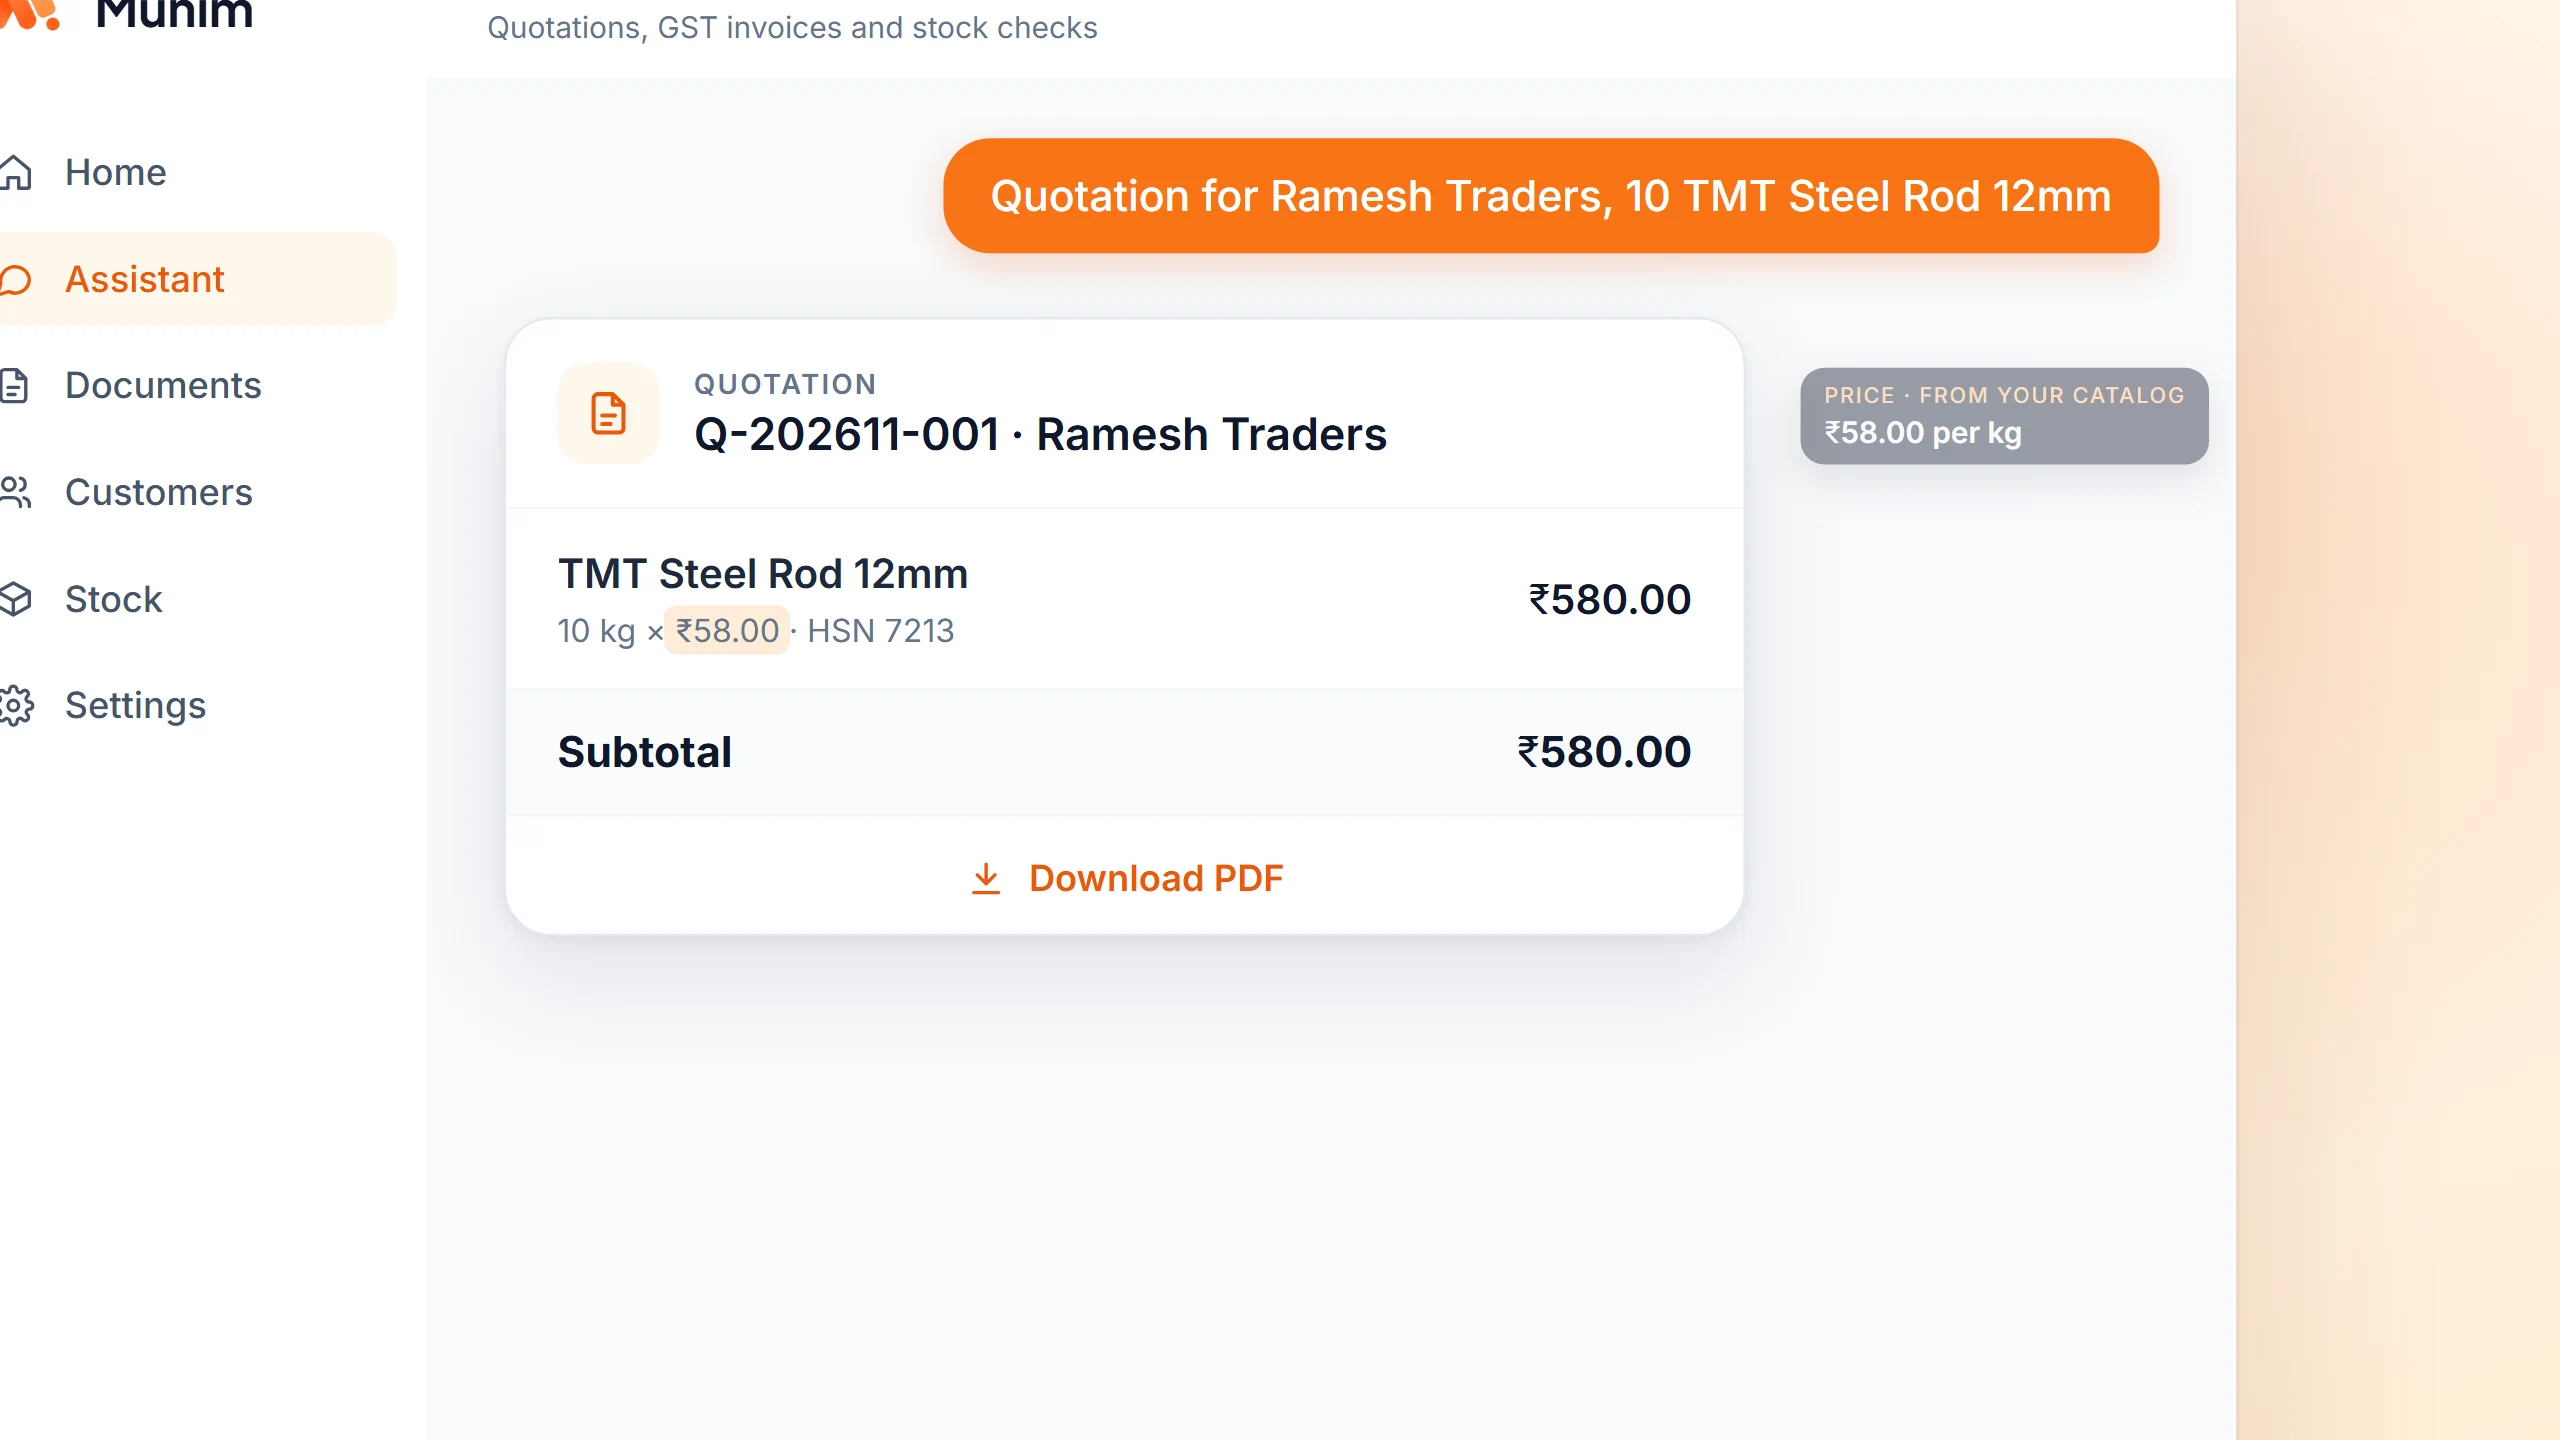 Munim
Quotations, GST invoices and stock checks
Home
Assistant
Documents
Customers
Stock
Settings
Quotation for Ramesh Traders, 10 TMT Steel Rod 12mm
QUOTATION
Q-202611-001 · Ramesh Traders
PRICE · FROM YOUR CATALOG
₹58.00 per kg
TMT Steel Rod 12mm
10 kg × ₹58.00 · HSN 7213
₹580.00
Subtotal ₹580.00
Download PDF